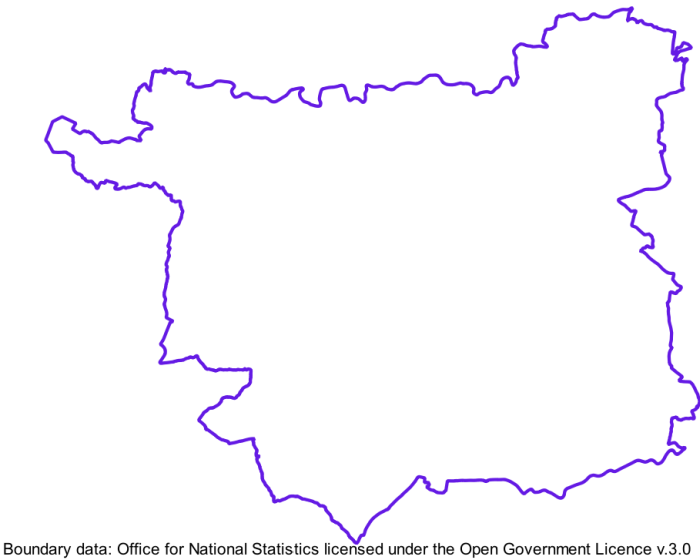 Boundary data: Office for National Statistics licensed under the Open Government Licence v.3.0